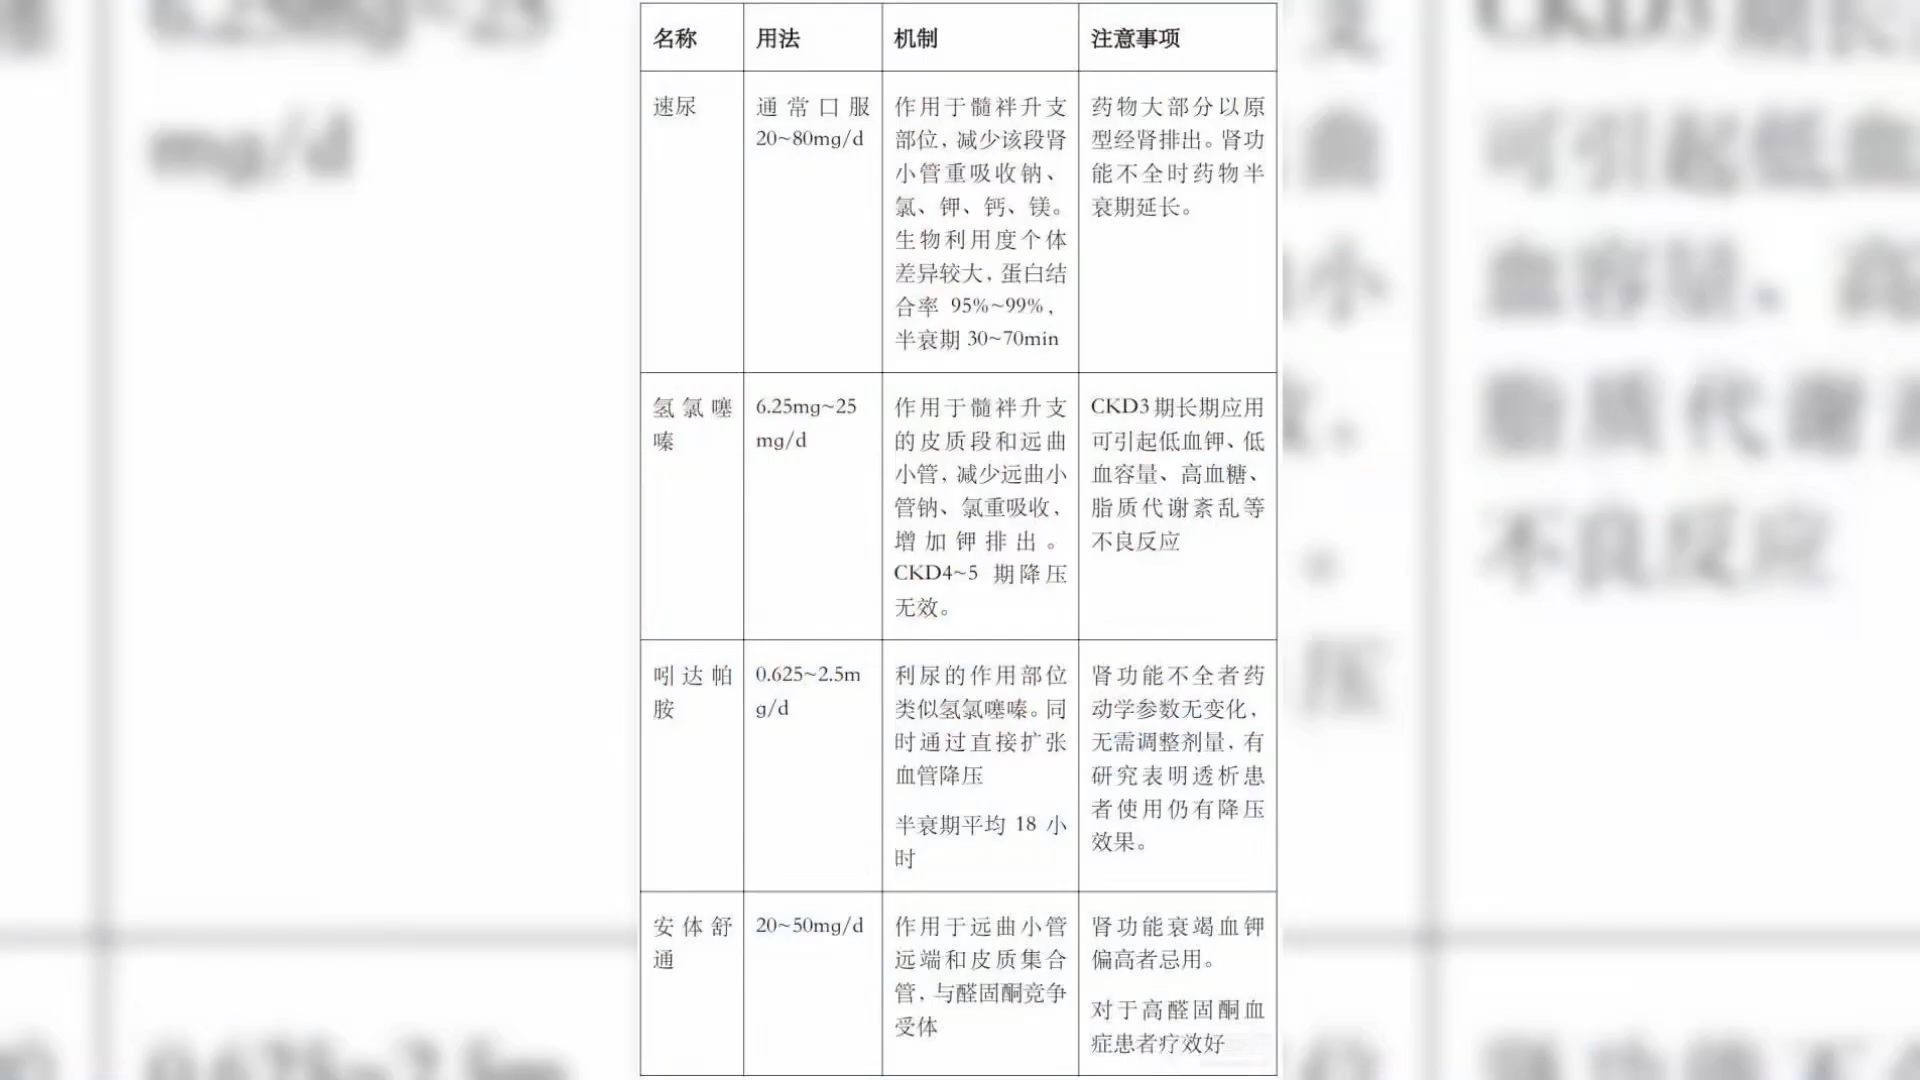 名称 用法 机制 注意事项
速尿
通常口服
20~80mg/d
作用于髓袢升支
部位，减少该段肾
小管重吸收钠、
氯、钾、钙、镁。
生物利用度个体
差异较大，蛋白结
合率 95%~99%，
半衰期 30~70min
药物大部分以原
型经肾排出。肾功
能不全时药物半
衰期延长。
氢氯噻
嗪
6.25mg~25
mg/d
作用于髓袢升支
的皮质段和远曲
小管，减少远曲小
管钠、氯重吸收，
增加钾排出。
CKD4~5 期降压
无效。
CKD3期长期应用
可引起低血钾、低
血容量、高血糖、
脂质代谢紊乱等
不良反应
吲达帕
胺
0.625~2.5m
g/d
利尿的作用部位
类似氢氯噻嗪。同
时通过直接扩张
血管降压
半衰期平均 18 小
时
肾功能不全者药
动学参数无变化，
无需调整剂量，有
研究表明透析患
者使用仍有降压
效果。
安体舒
通
20~50mg/d
作用于远曲小管
远端和皮质集合
管，与醛固酮竞争
受体
肾功能衰竭血钾
偏高者忌用。
对于高醛固酮血
症患者疗效好